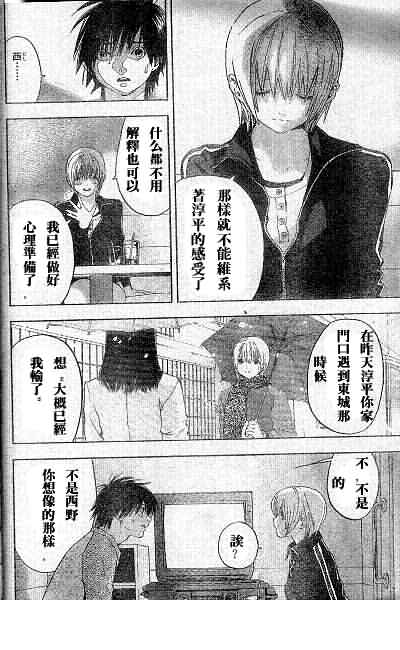 那樣就不能維系
著淳平的感受了
西……
什么都不用
解釋也可以
我已經做好
心理準備了
在昨天淳平你家
門口遇到東城那
時候
想。大概已經
我輸了。
不。不是
的
誒？
不是西野
你想像的那樣。